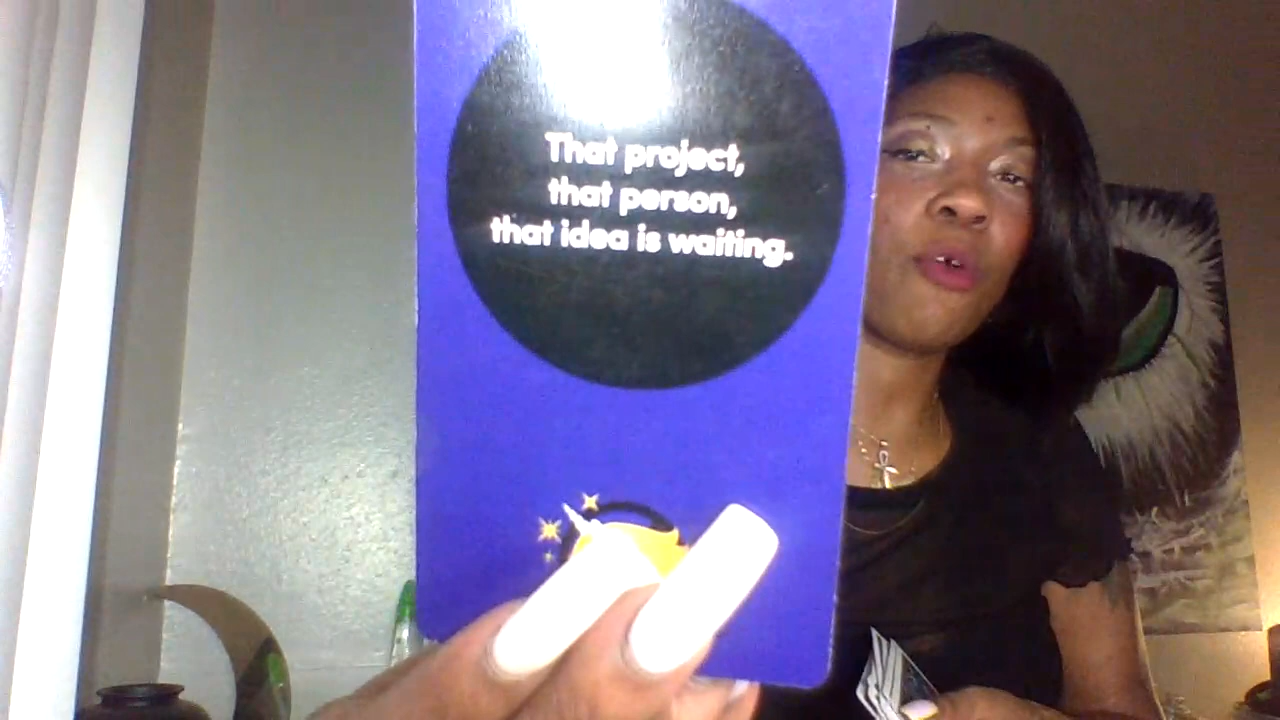 That project,
that person,
that idea is waiting.